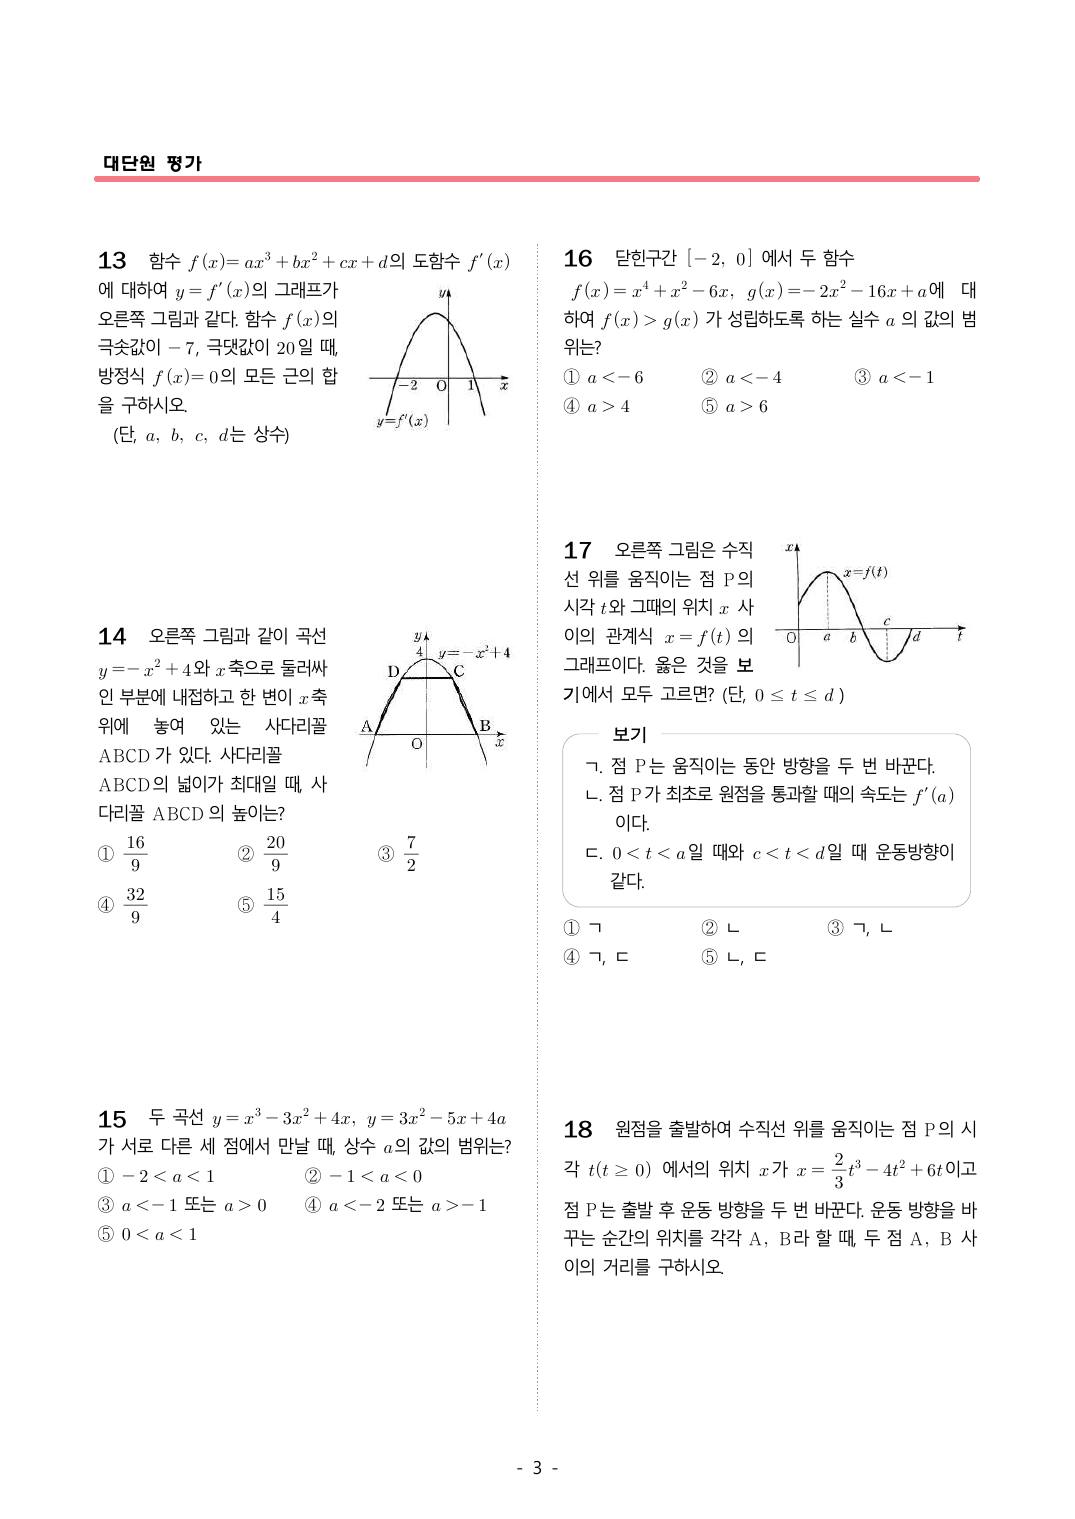 대단원 평가
13 함수 f(x)= ax³ + bx² + cx + d의 도함수 f′(x)
에 대하여 y = f′(x)의 그래프가
오른쪽 그림과 같다. 함수 f(x)의
극솟값이 −7, 극댓값이 20일 때,
방정식 f(x)= 0의 모든 근의 합
을 구하시오.
(단, a, b, c, d는 상수)
y
−2 O 1 x
y=f′(x)
14 오른쪽 그림과 같이 곡선
y =− x² + 4와 x축으로 둘러싸
인 부분에 내접하고 한 변이 x축
위에 놓여 있는 사다리꼴
ABCD가 있다. 사다리꼴
ABCD의 넓이가 최대일 때, 사
다리꼴 ABCD의 높이는?
y
4 y=−x²+4
D C
A B
O x
① 16/9 ② 20/9 ③ 7/2
④ 32/9 ⑤ 15/4
15 두 곡선 y = x³ − 3x² + 4x, y = 3x² − 5x + 4a
가 서로 다른 세 점에서 만날 때, 상수 a의 값의 범위는?
① −2 < a < 1 ② −1 < a < 0
③ a <−1 또는 a > 0 ④ a <−2 또는 a >−1
⑤ 0 < a < 1
16 닫힌구간 [−2, 0] 에서 두 함수
f(x) = x⁴ + x² − 6x, g(x) =− 2x² − 16x + a에 대
하여 f(x) > g(x) 가 성립하도록 하는 실수 a 의 값의 범
위는?
① a <− 6 ② a <− 4 ③ a <− 1
④ a > 4 ⑤ a > 6
17 오른쪽 그림은 수직
선 위를 움직이는 점 P의
시각 t와 그때의 위치 x 사
이의 관계식 x = f(t) 의
그래프이다. 옳은 것을 보
기에서 모두 고르면? (단, 0 ≤ t ≤ d )
x
x=f(t)
c
O a b d t
보기
ㄱ. 점 P는 움직이는 동안 방향을 두 번 바꾼다.
ㄴ. 점 P가 최초로 원점을 통과할 때의 속도는 f′(a)
이다.
ㄷ. 0 < t < a일 때와 c < t < d일 때 운동방향이
같다.
① ㄱ ② ㄴ ③ ㄱ, ㄴ
④ ㄱ, ㄷ ⑤ ㄴ, ㄷ
18 원점을 출발하여 수직선 위를 움직이는 점 P의 시
각 t(t ≥ 0) 에서의 위치 x가 x = 2/3 t³ − 4t² + 6t이고
점 P는 출발 후 운동 방향을 두 번 바꾼다. 운동 방향을 바
꾸는 순간의 위치를 각각 A, B라 할 때, 두 점 A, B 사
이의 거리를 구하시오.
- 3 -